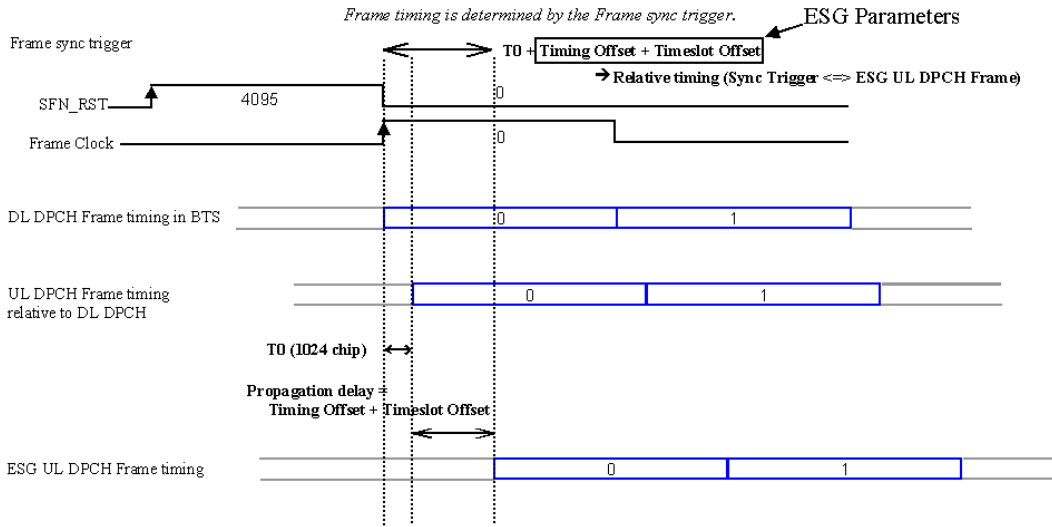 Frame timing is determined by the Frame sync trigger.
ESG Parameters
Frame sync trigger
T0 + Timing Offset + Timeslot Offset
➔ Relative timing (Sync Trigger <=> ESG UL DPCH Frame)
SFN_RST
4095
0
Frame Clock
0
DL DPCH Frame timing in BTS
0
1
UL DPCH Frame timing
relative to DL DPCH
0
1
T0 (1024 chip)
Propagation delay =
Timing Offset + Timeslot Offset
ESG UL DPCH Frame timing
0
1